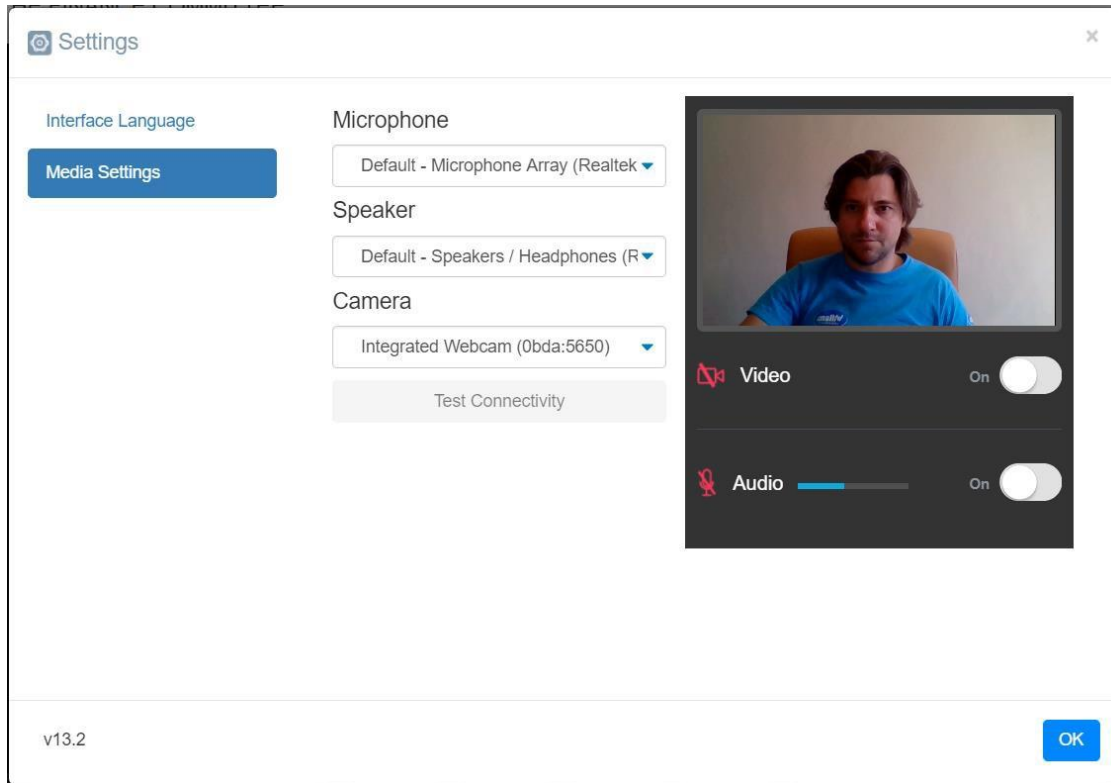 Settings
×
Interface Language
Media Settings
Microphone
Default - Microphone Array (Realtek
Speaker
Default - Speakers / Headphones (R
Camera
Integrated Webcam (0bda:5650)
Test Connectivity
Video On
Audio On
v13.2
OK